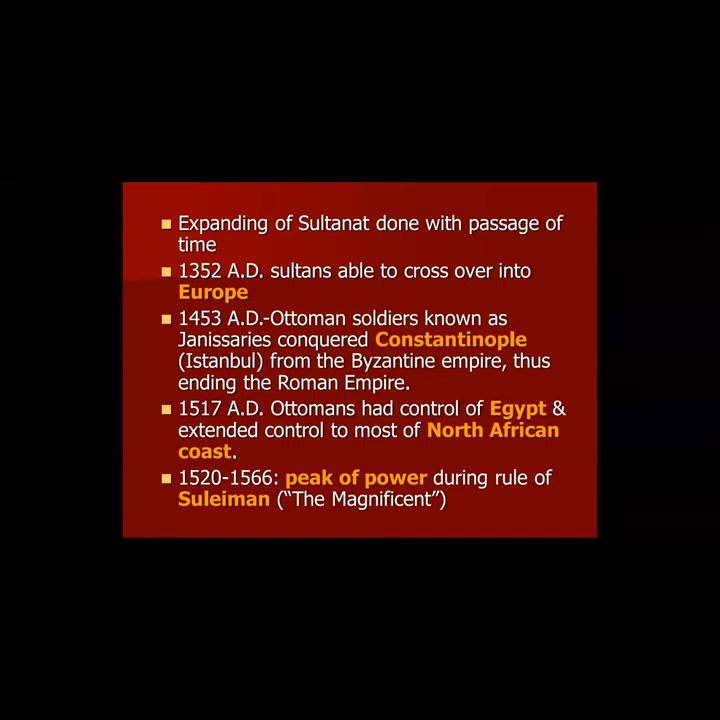 Expanding of Sultanat done with passage of
time
1352 A.D. sultans able to cross over into
Europe
1453 A.D.-Ottoman soldiers known as
Janissaries conquered Constantinople
(Istanbul) from the Byzantine empire, thus
ending the Roman Empire.
1517 A.D. Ottomans had control of Egypt &
extended control to most of North African
coast.
1520-1566: peak of power during rule of
Suleiman (“The Magnificent”)